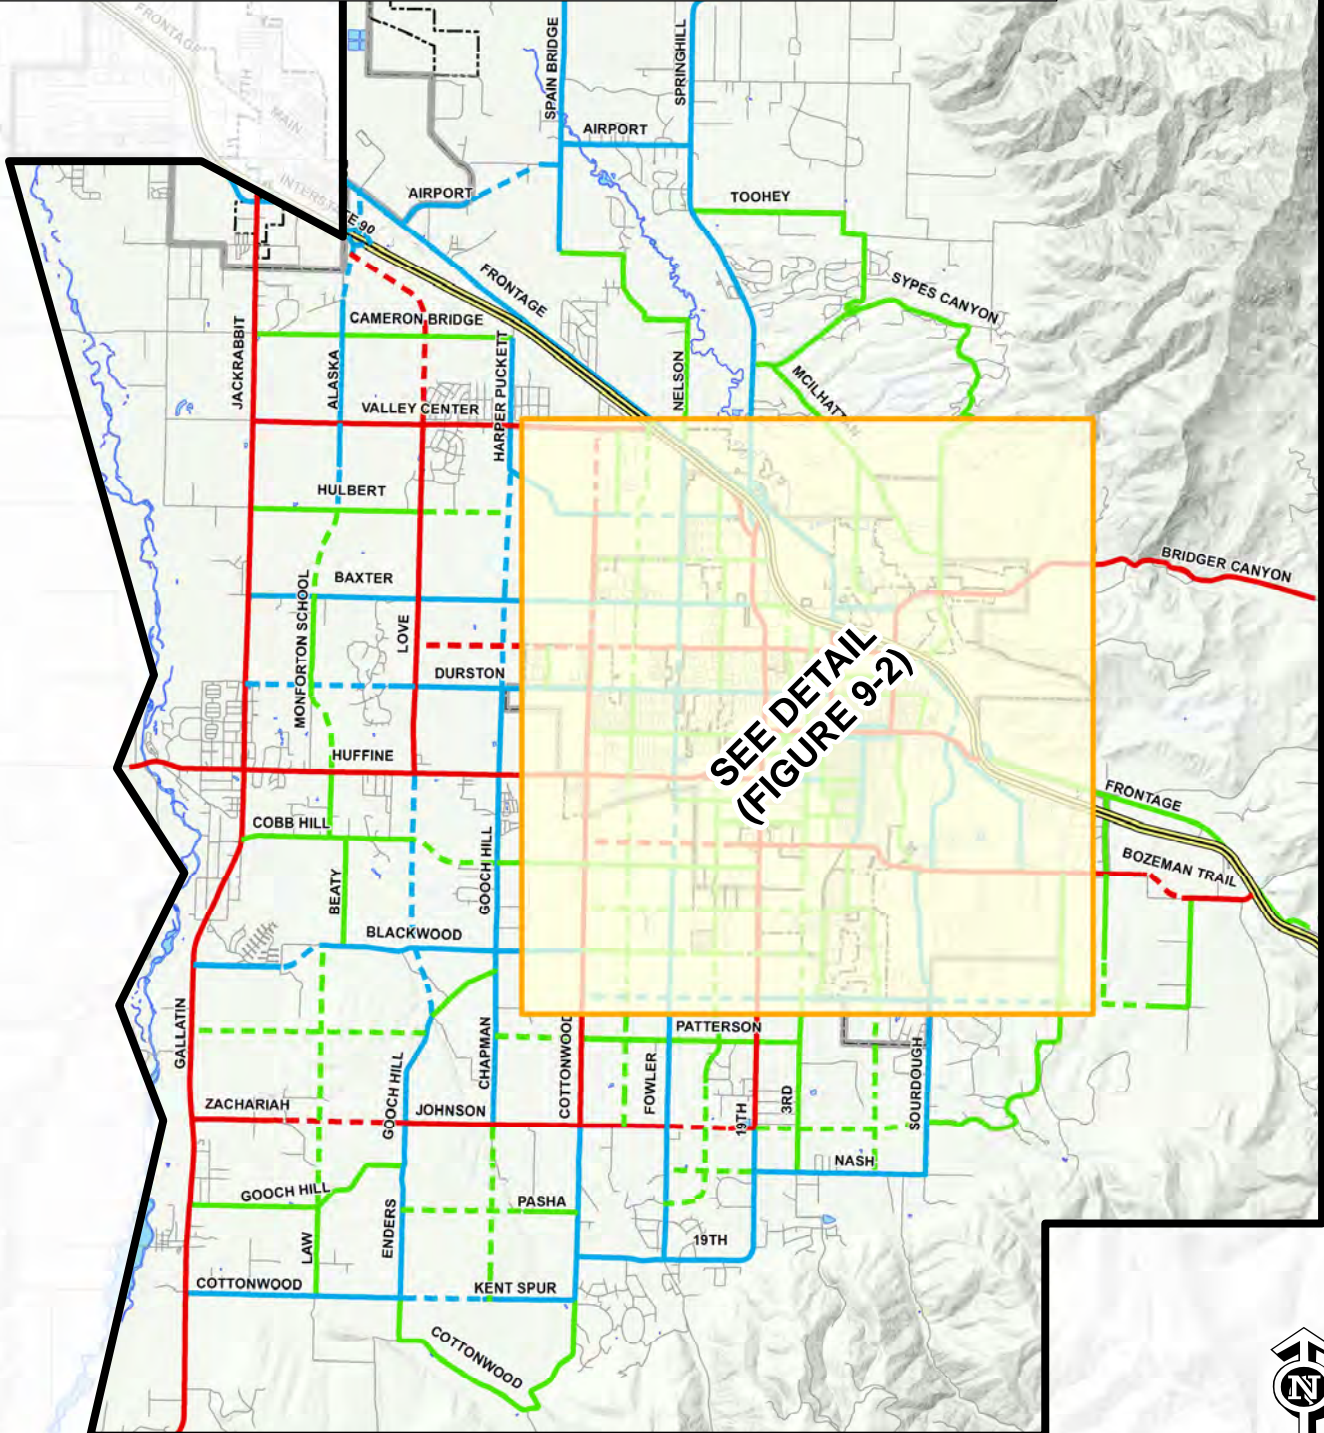 FRONTAGE
7TH
MAIN
INTERSTATE 90
SPAIN BRIDGE
SPRINGHILL
AIRPORT
AIRPORT
TOOHEY
FRONTAGE
SYPES CANYON
CAMERON BRIDGE
JACKRABBIT
ALASKA
HARPER PUCKETT
NELSON
MCILHATTAN
VALLEY CENTER
HULBERT
BRIDGER CANYON
BAXTER
MONFORTON SCHOOL
LOVE
DURSTON
SEE DETAIL
(FIGURE 9-2)
HUFFINE
FRONTAGE
COBB HILL
GOOCH HILL
BOZEMAN TRAIL
BEATY
BLACKWOOD
GALLATIN
CHAPMAN
COTTONWOOD
PATTERSON
FOWLER
SOURDOUGH
GOOCH HILL
ZACHARIAH
JOHNSON
19TH
3RD
NASH
GOOCH HILL
PASHA
ENDERS
LAW
19TH
COTTONWOOD
KENT SPUR
COTTONWOOD
N